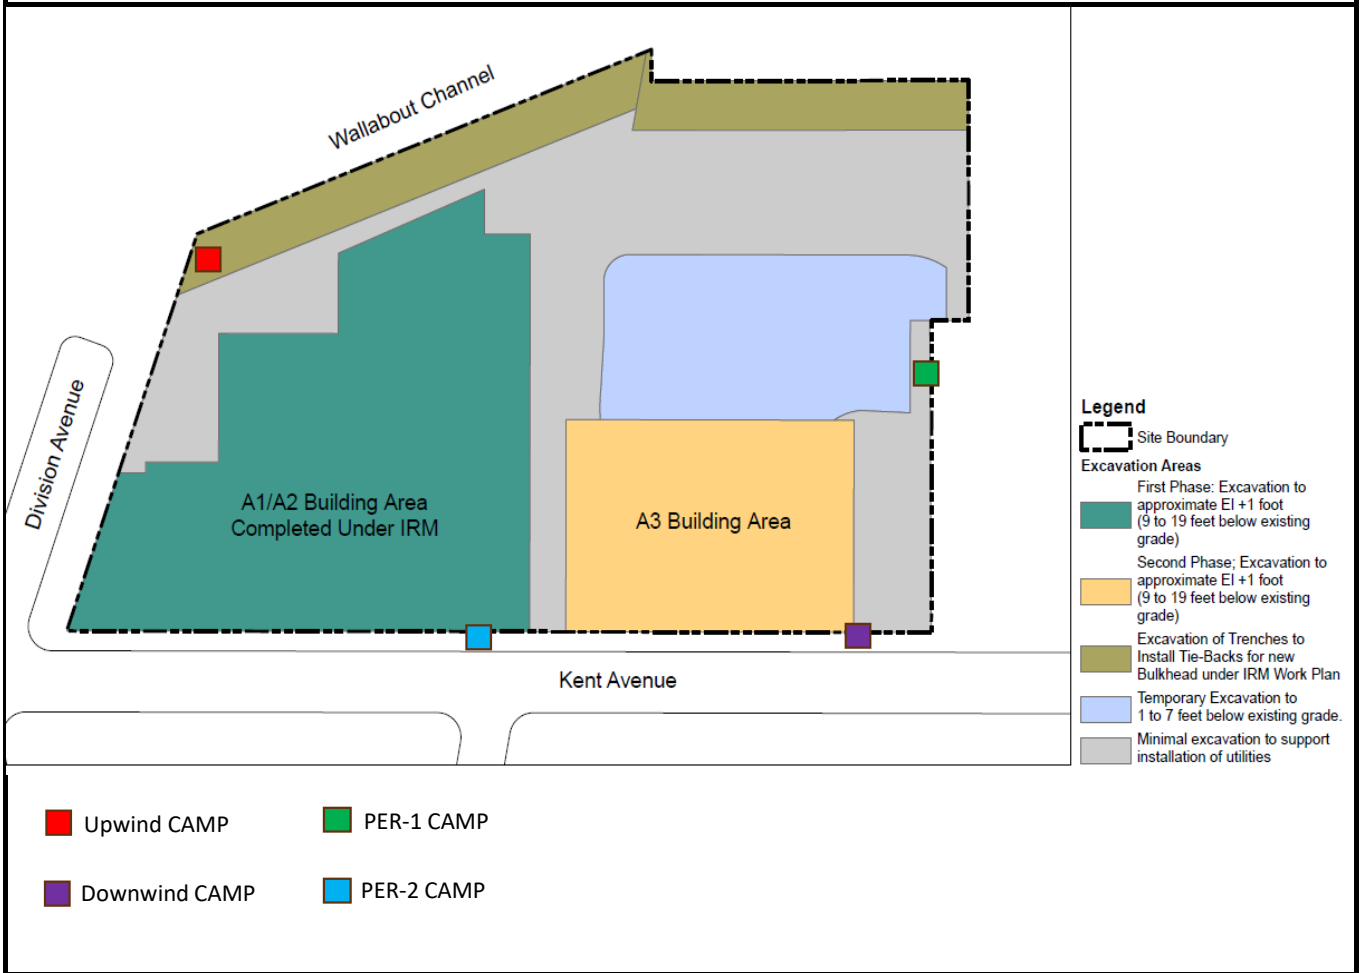 Wallabout Channel
Division Avenue
A1/A2 Building Area
Completed Under IRM
A3 Building Area
Kent Avenue
Legend
Site Boundary
Excavation Areas
First Phase: Excavation to
approximate El +1 foot
(9 to 19 feet below existing
grade)
Second Phase; Excavation to
approximate El +1 foot
(9 to 19 feet below existing
grade)
Excavation of Trenches to
Install Tie-Backs for new
Bulkhead under IRM Work Plan
Temporary Excavation to
1 to 7 feet below existing grade.
Minimal excavation to support
installation of utilities
Upwind CAMP
PER-1 CAMP
Downwind CAMP
PER-2 CAMP